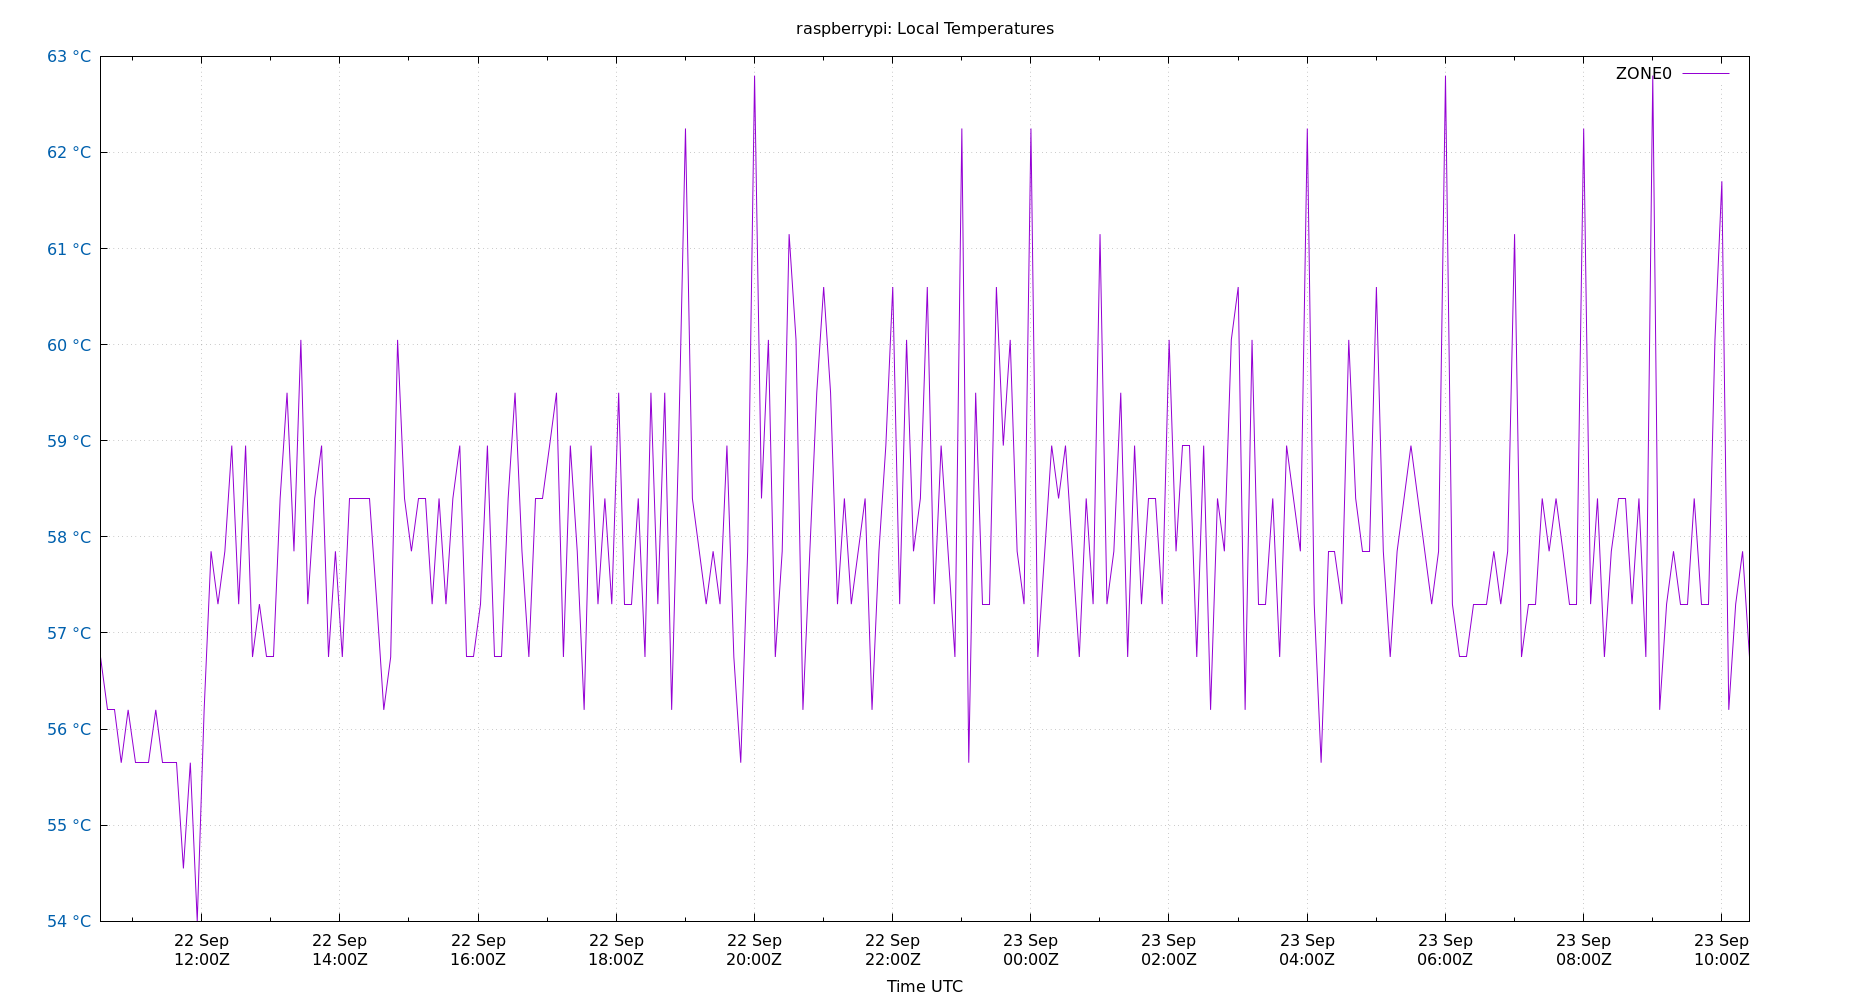 raspberrypi: Local Temperatures
63 °C
62 °C
61 °C
60 °C
59 °C
58 °C
57 °C
56 °C
55 °C
54 °C
ZONE0
22 Sep
12:00Z
22 Sep
14:00Z
22 Sep
16:00Z
22 Sep
18:00Z
22 Sep
20:00Z
22 Sep
22:00Z
23 Sep
00:00Z
23 Sep
02:00Z
23 Sep
04:00Z
23 Sep
06:00Z
23 Sep
08:00Z
23 Sep
10:00Z
Time UTC